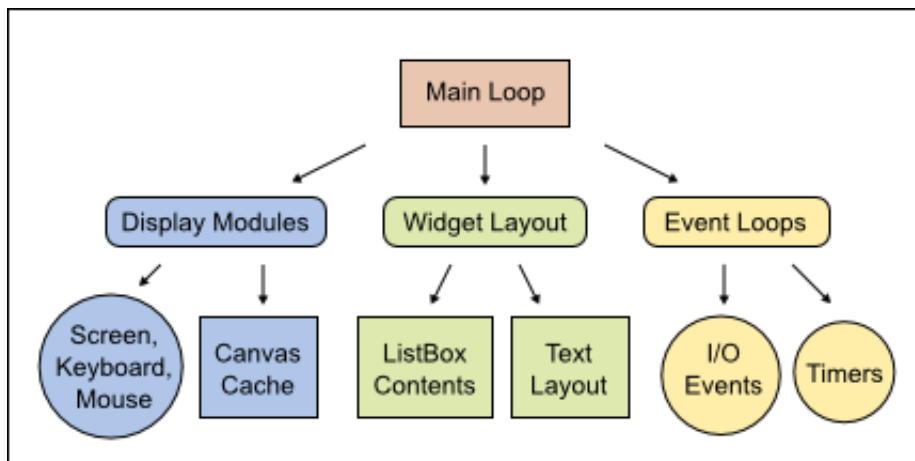 Main Loop
Display Modules
Widget Layout
Event Loops
Screen,
Keyboard,
Mouse
Canvas
Cache
ListBox
Contents
Text
Layout
I/O
Events
Timers